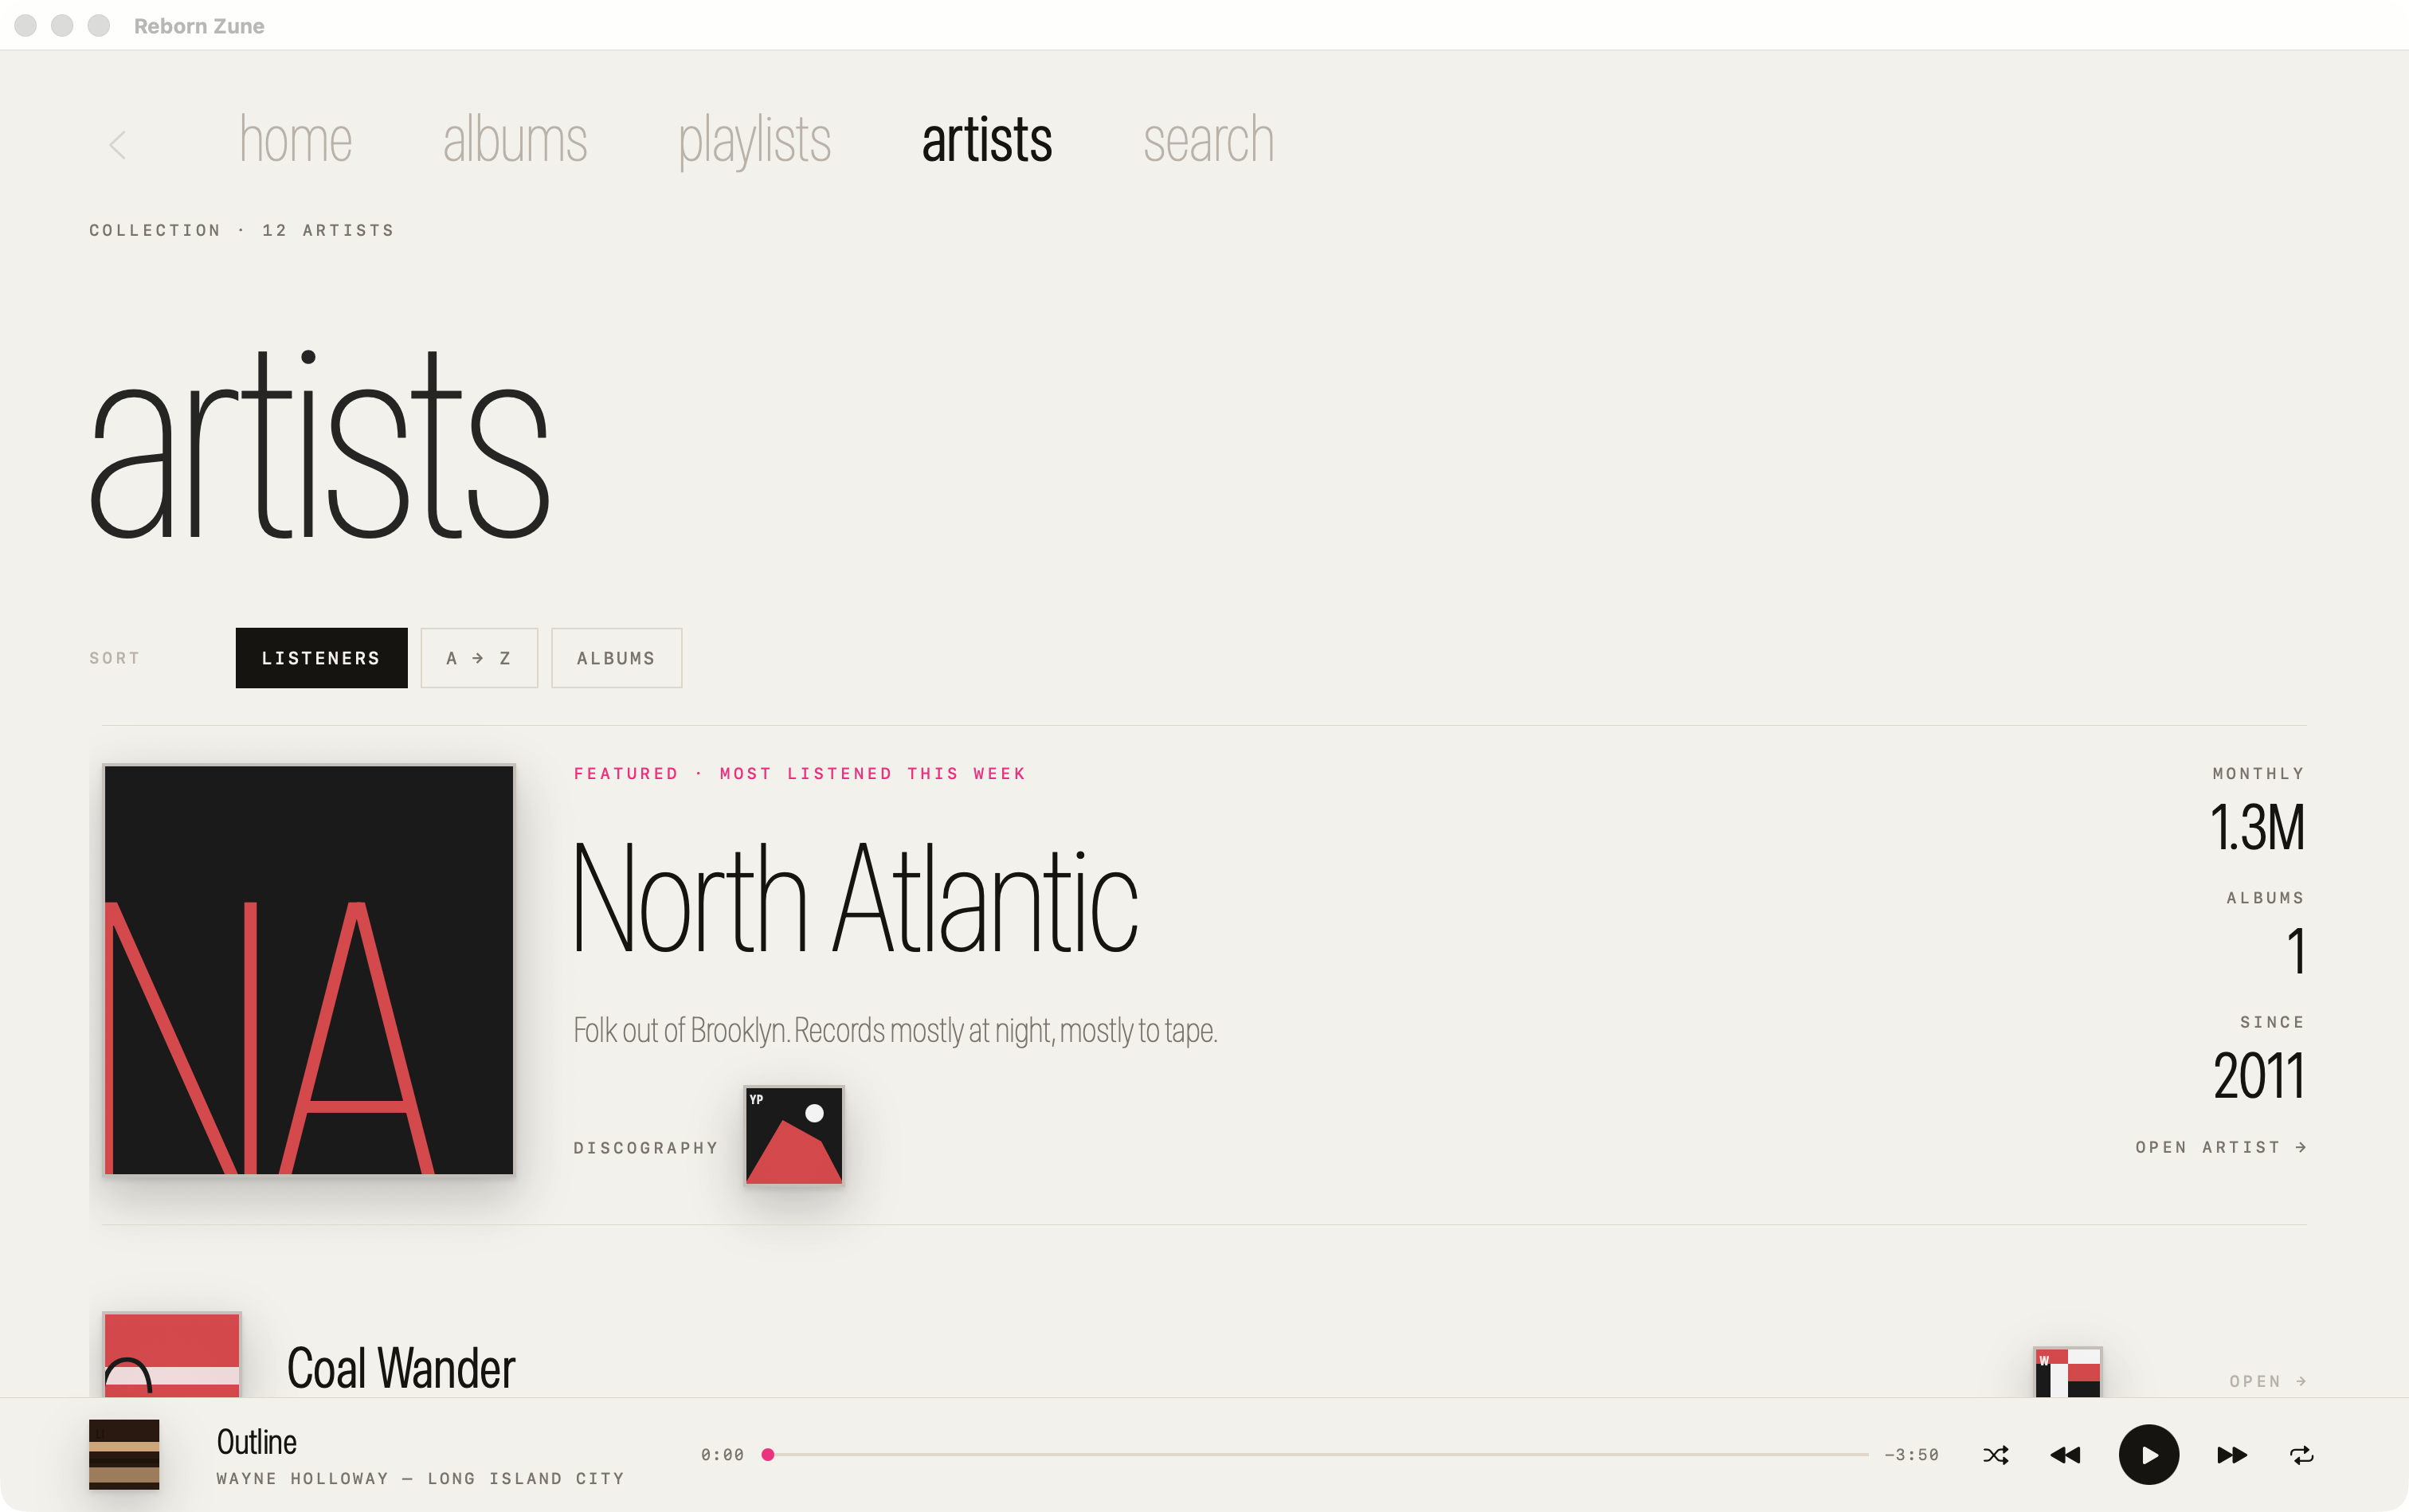 Reborn Zune
home albums playlists artists search
COLLECTION · 12 ARTISTS
artists
SORT LISTENERS A → Z ALBUMS
NA
FEATURED · MOST LISTENED THIS WEEK
North Atlantic
Folk out of Brooklyn. Records mostly at night, mostly to tape.
DISCOGRAPHY
YP
MONTHLY
1.3M
ALBUMS
1
SINCE
2011
OPEN ARTIST →
Coal Wander
W
OPEN →
Outline
WAYNE HOLLOWAY — LONG ISLAND CITY
0:00
−3:50